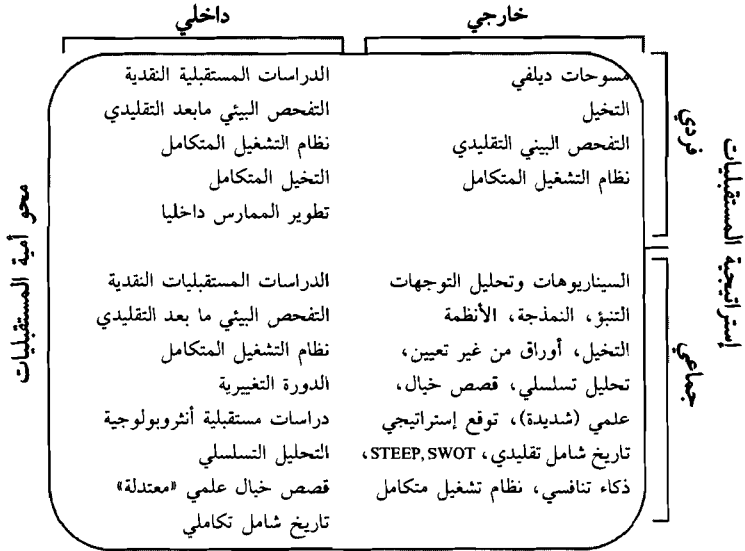 خارجي
داخلي
إستراتيجية المستقبليات
فردي
مسوحات ديلفي
التخيل
التفحص البيني التقليدي
نظام التشغيل المتكامل
الدراسات المستقبلية النقدية
التفحص البيئي مابعد التقليدي
نظام التشغيل المتكامل
التخيل المتكامل
تطوير الممارس داخليا
جماعي
السيناريوهات وتحليل التوجهات
التنبؤ، النمذجة، الأنظمة
التخيل، أوراق من غير تعيين،
تحليل تسلسلي، قصص خيال،
علمي (شديدة)، توقع إستراتيجي
تاريخ شامل تقليدي، STEEP, SWOT،
ذكاء تنافسي، نظام تشغيل متكامل
الدراسات المستقبليات النقدية
التفحص البيئي ما بعد التقليدي
نظام التشغيل المتكامل
الدورة التغييرية
دراسات مستقبلية أنثروبولوجية
التحليل التسلسلي
قصص خيال علمي «معتدلة»
تاريخ شامل تكاملي
محو أمية المستقبليات